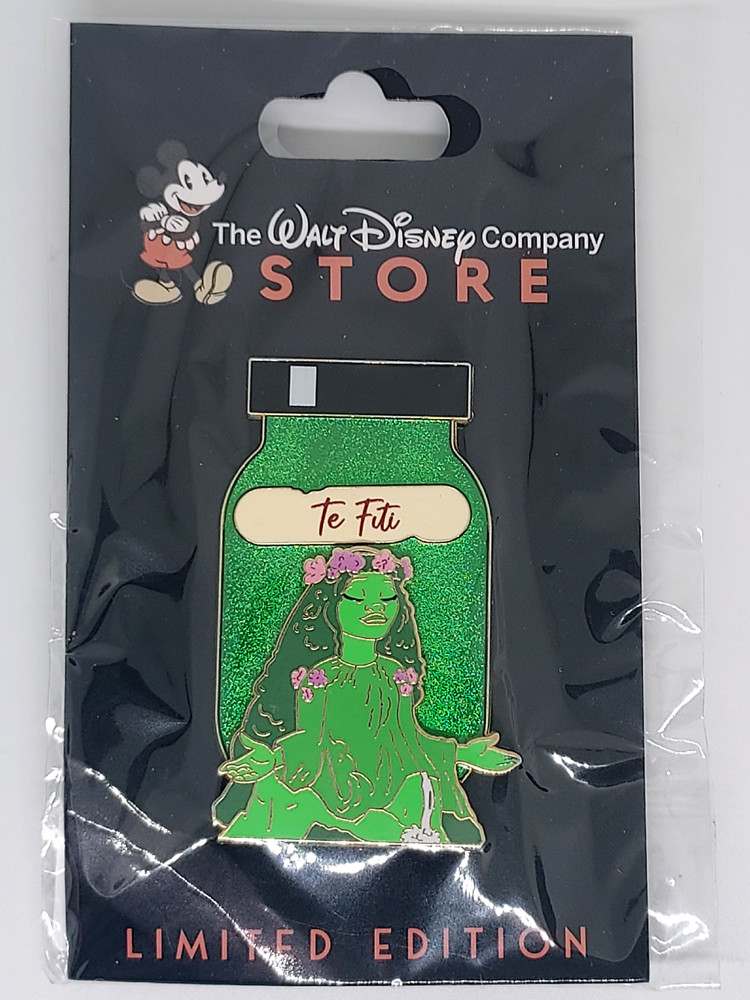 The Walt Disney Company
STORE
Te Fiti
LIMITED EDITION